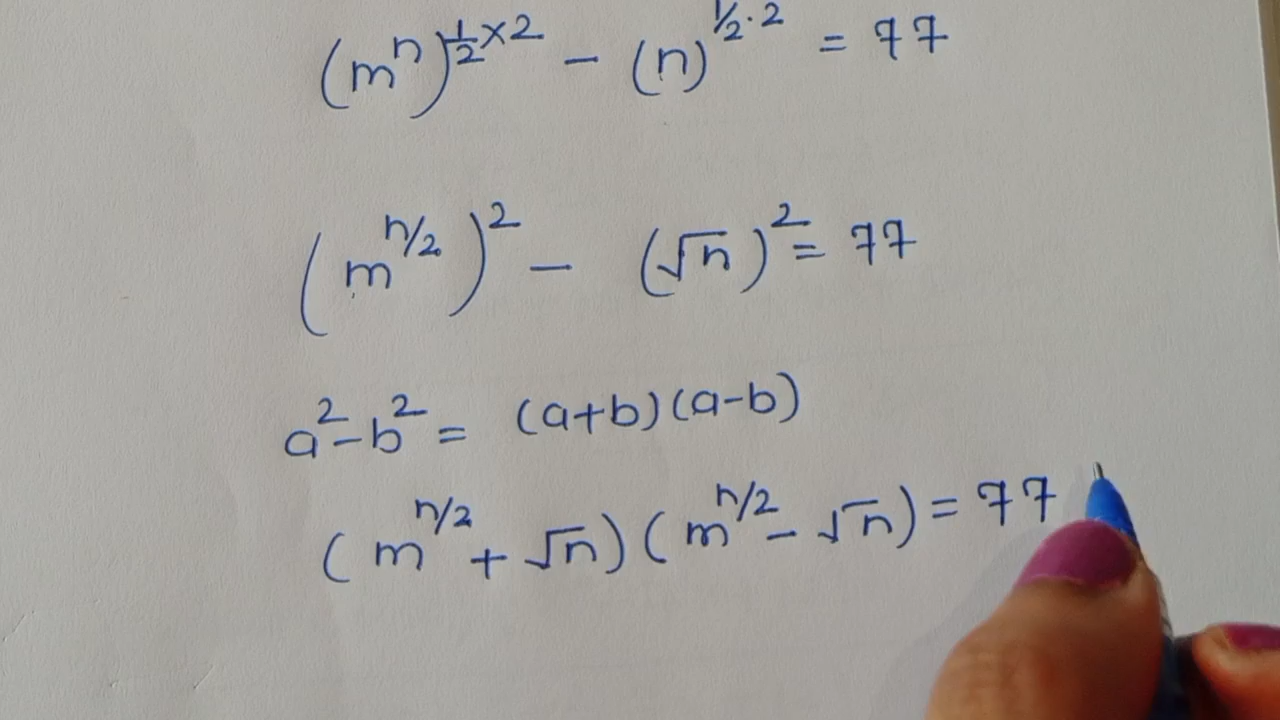 (m^n)^{1/2×2} - (n)^{1/2·2} = 77
(m^{n/2})^2 - (√n)^2 = 77
a^2-b^2 = (a+b)(a-b)
(m^{n/2} + √n)(m^{n/2} - √n) = 77